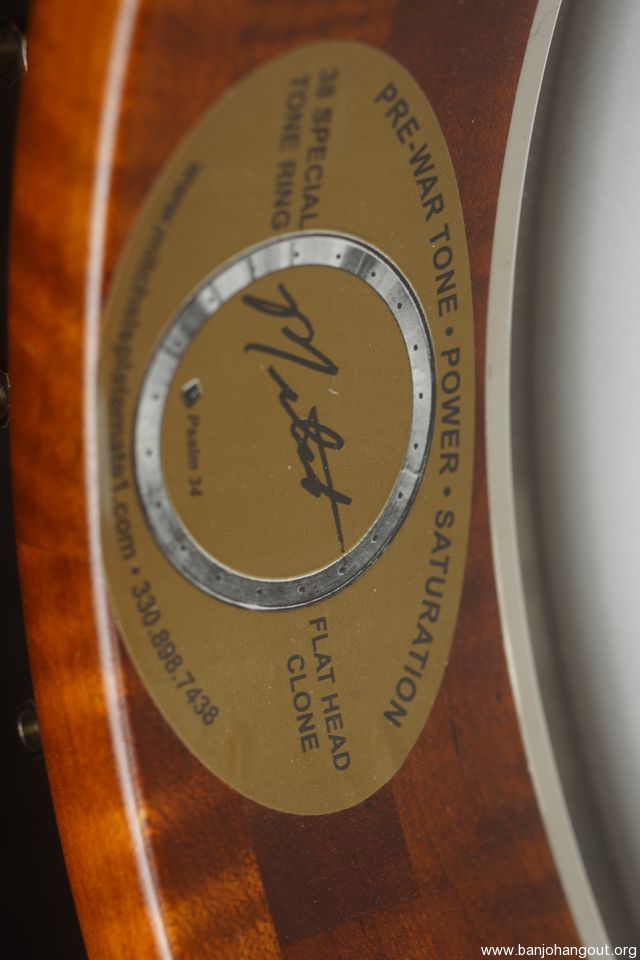 PRE-WAR TONE • POWER • SATURATION
38 SPECIAL
TONE RING
Psalm 34
FLAT HEAD
CLONE
• 330.898.7438
www.banjohangout.org